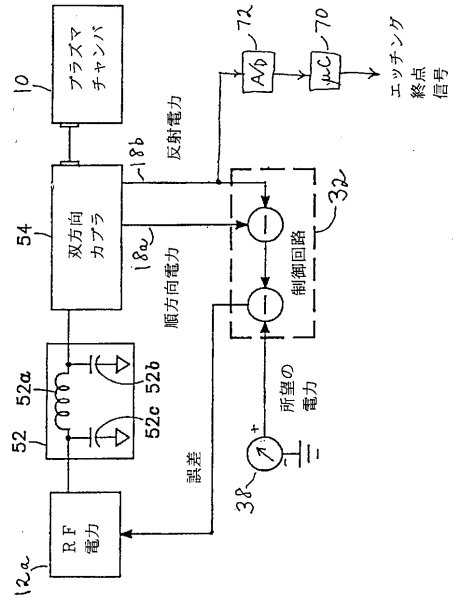 12a
RF
電力
52
52a
52b
52c
54
双方向
カプラ
10
プラズマ
チャンバ
18a
順方向電力
18b
反射電力
72
A/D
70
μC
エッチング
終点
信号
誤差
38
+
-
所望の
電力
制御回路
32